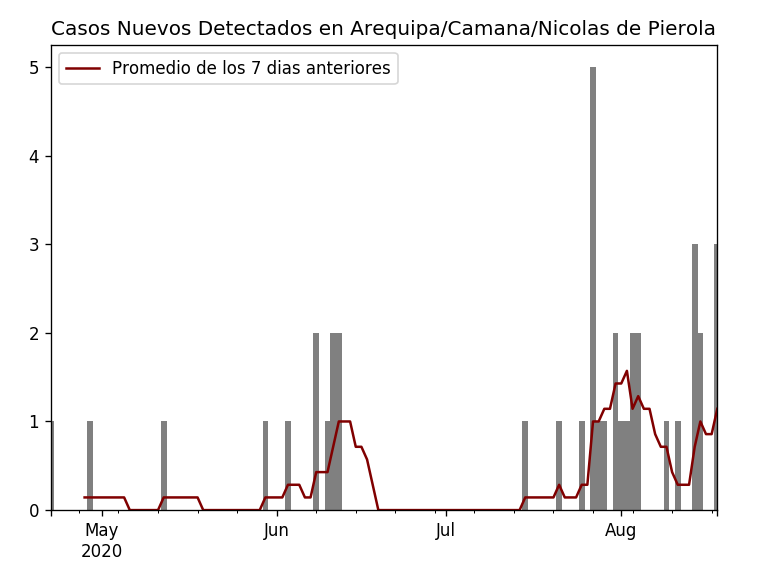 Casos Nuevos Detectados en Arequipa/Camana/Nicolas de Pierola
Promedio de los 7 dias anteriores
5
4
3
2
1
0
May Jun Jul Aug
2020